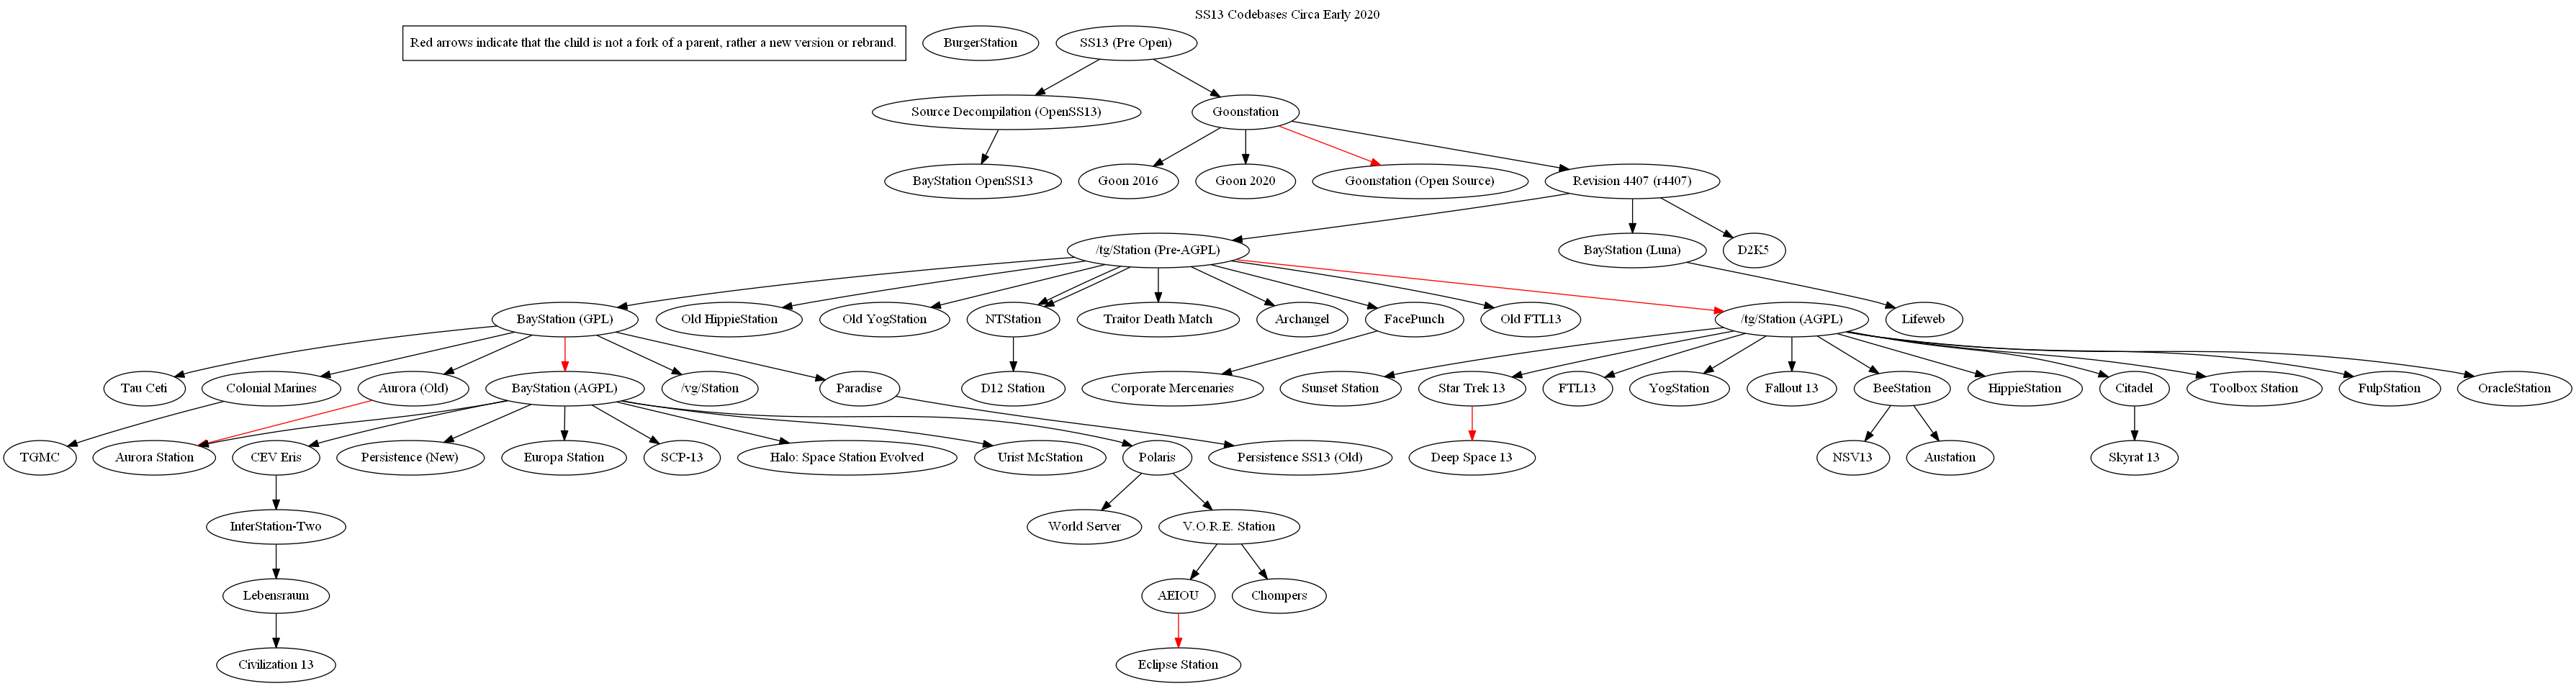 SS13 Codebases Circa Early 2020
Red arrows indicate that the child is not a fork of a parent, rather a new version or rebrand.
BurgerStation
SS13 (Pre Open)
Source Decompilation (OpenSS13)
Goonstation
BayStation OpenSS13
Goon 2016
Goon 2020
Goonstation (Open Source)
Revision 4407 (r4407)
/tg/Station (Pre-AGPL)
BayStation (Luna)
D2K5
BayStation (GPL)
Old HippieStation
Old YogStation
NTStation
Traitor Death Match
Archangel
FacePunch
Old FTL13
/tg/Station (AGPL)
Lifeweb
Tau Ceti
Colonial Marines
Aurora (Old)
BayStation (AGPL)
/vg/Station
Paradise
D12 Station
Corporate Mercenaries
Sunset Station
Star Trek 13
FTL13
YogStation
Fallout 13
BeeStation
HippieStation
Citadel
Toolbox Station
FulpStation
OracleStation
TGMC
Aurora Station
CEV Eris
Persistence (New)
Europa Station
SCP-13
Halo: Space Station Evolved
Urist McStation
Polaris
Persistence SS13 (Old)
Deep Space 13
NSV13
Austation
Skyrat 13
InterStation-Two
World Server
V.O.R.E. Station
Lebensraum
AEIOU
Chompers
Civilization 13
Eclipse Station